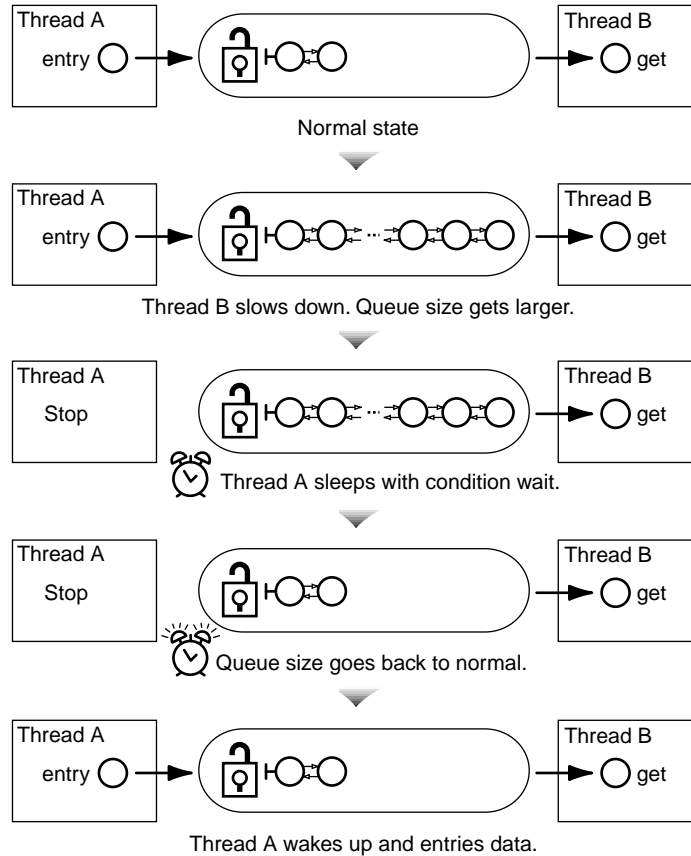 Thread A
Thread B
entry
get
Normal state
Thread A
Thread B
entry
...
get
Thread B slows down. Queue size gets larger.
Thread A
Thread B
Stop
...
get
Thread A sleeps with condition wait.
Thread A
Thread B
Stop
get
Queue size goes back to normal.
Thread A
Thread B
entry
get
Thread A wakes up and entries data.